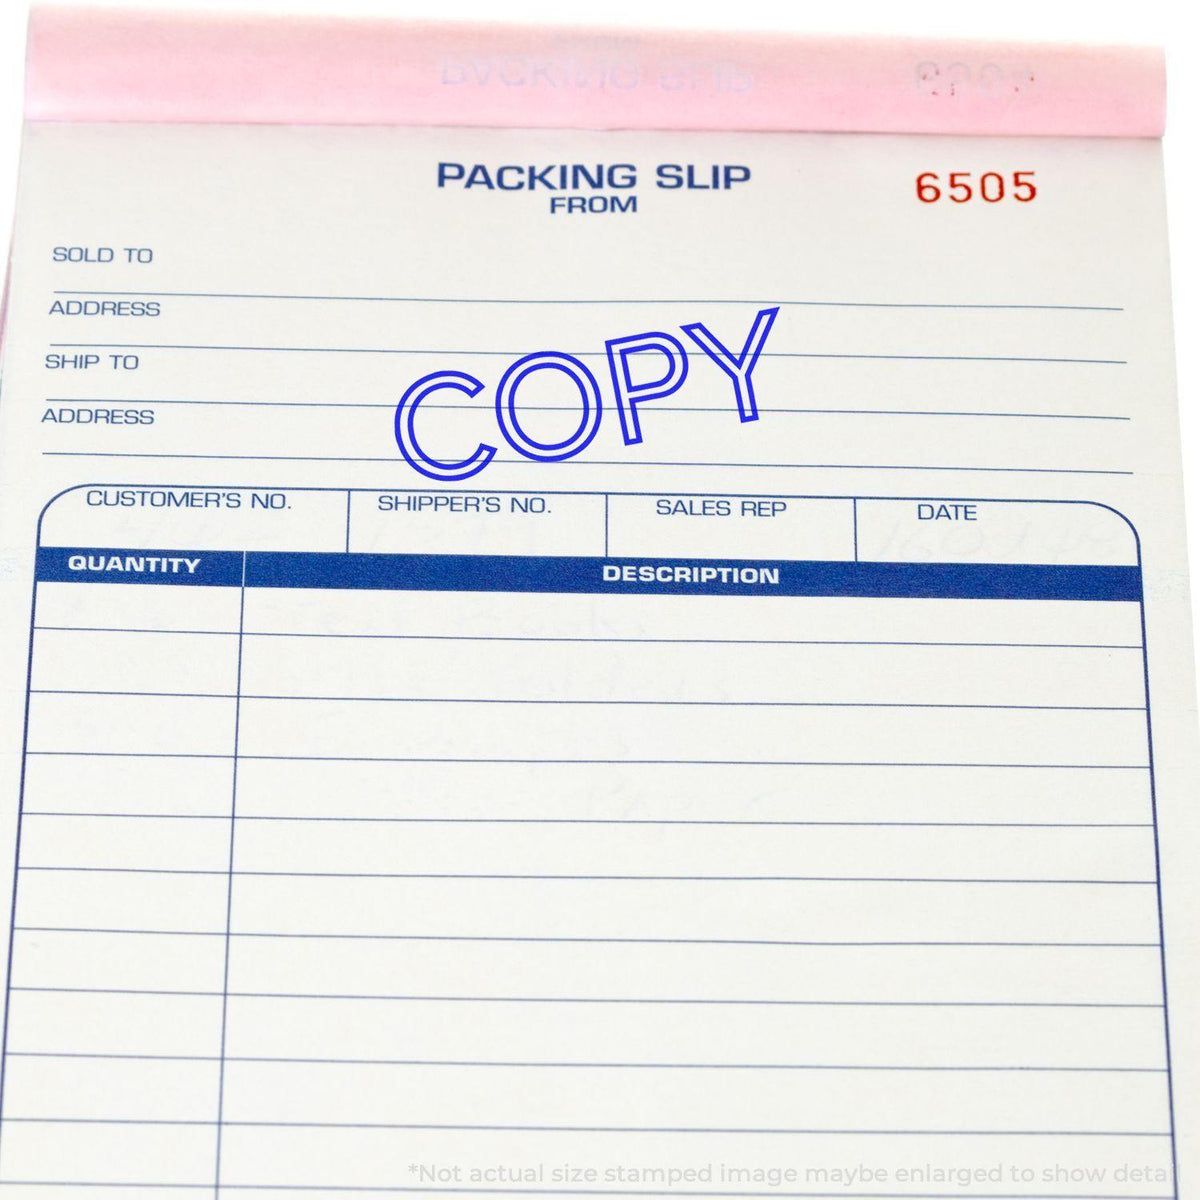 PACKING SLIP
6505
FROM
SOLD TO
ADDRESS
SHIP TO
ADDRESS
COPY
CUSTOMER'S NO. SHIPPER'S NO. SALES REP DATE
QUANTITY DESCRIPTION
*Not actual size stamped image maybe enlarged to show detail